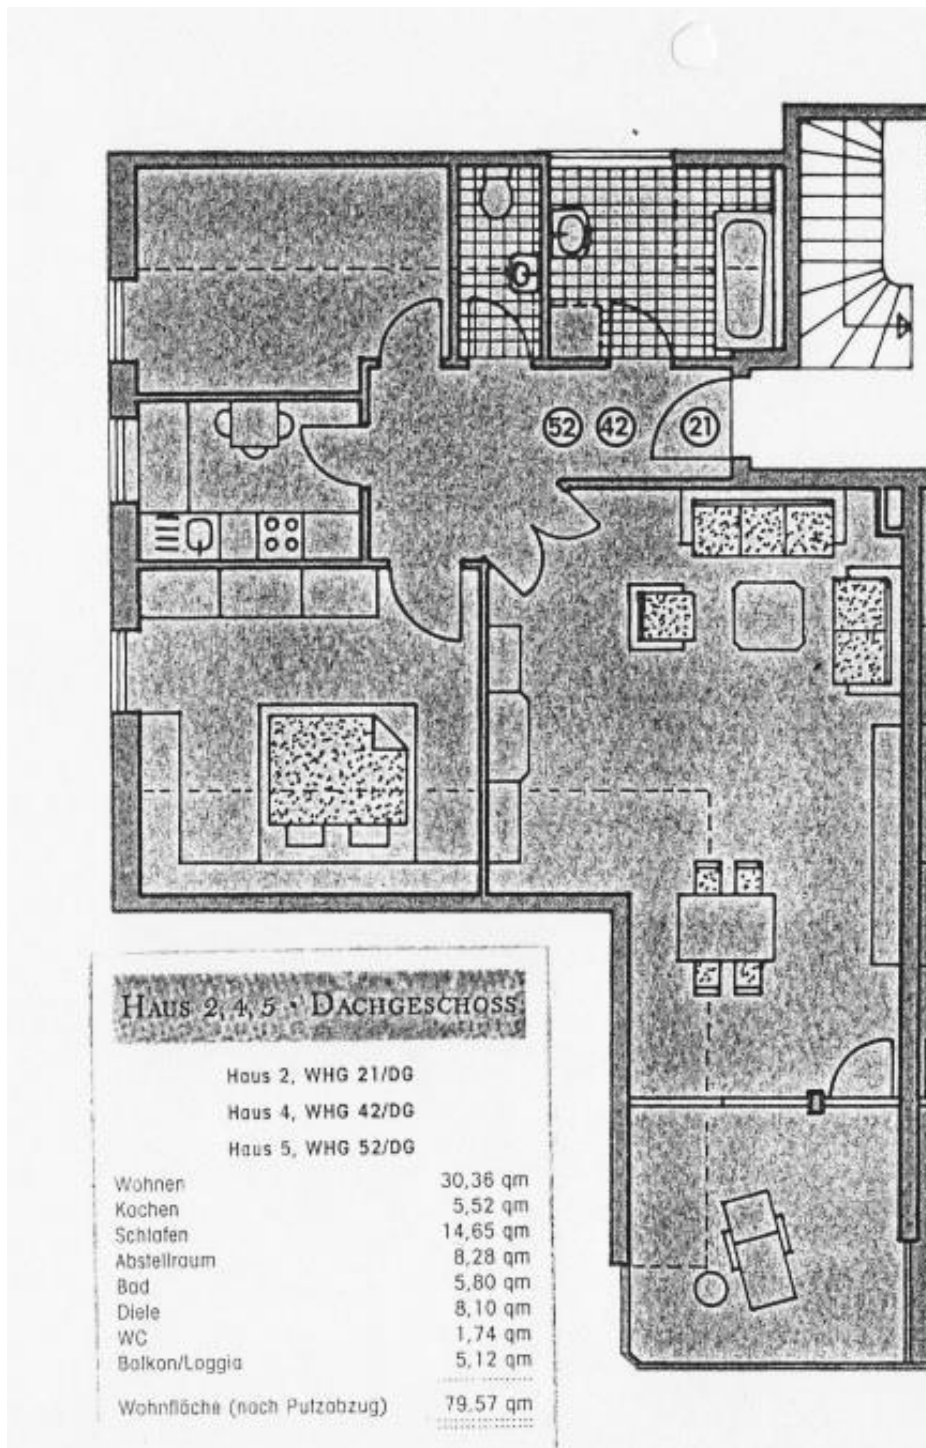 52 42 21
HAUS 2, 4, 5 · DACHGESCHOSS
Haus 2, WHG 21/DG
Haus 4, WHG 42/DG
Haus 5, WHG 52/DG
Wohnen 30,36 qm
Kochen 5,52 qm
Schlafen 14,65 qm
Abstellraum 8,28 qm
Bad 5,80 qm
Diele 8,10 qm
WC 1,74 qm
Balkon/Loggia 5,12 qm
Wohnfläche (nach Putzabzug) 79.57 qm